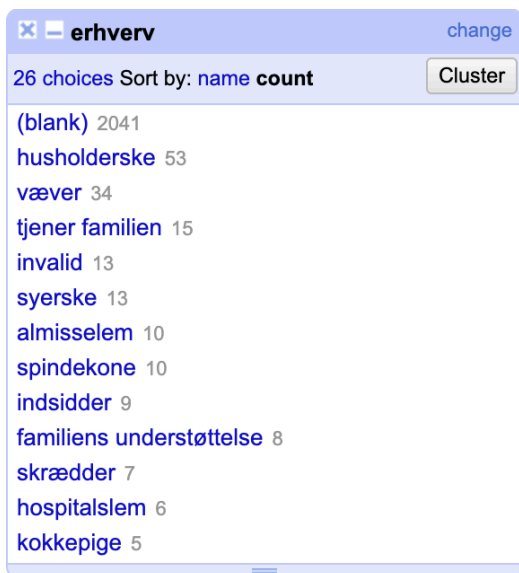 erhverv change
26 choices Sort by: name count Cluster
(blank) 2041
husholderske 53
væver 34
tjener familien 15
invalid 13
syerske 13
almisselem 10
spindekone 10
indsidder 9
familiens understøttelse 8
skrædder 7
hospitalslem 6
kokkepige 5